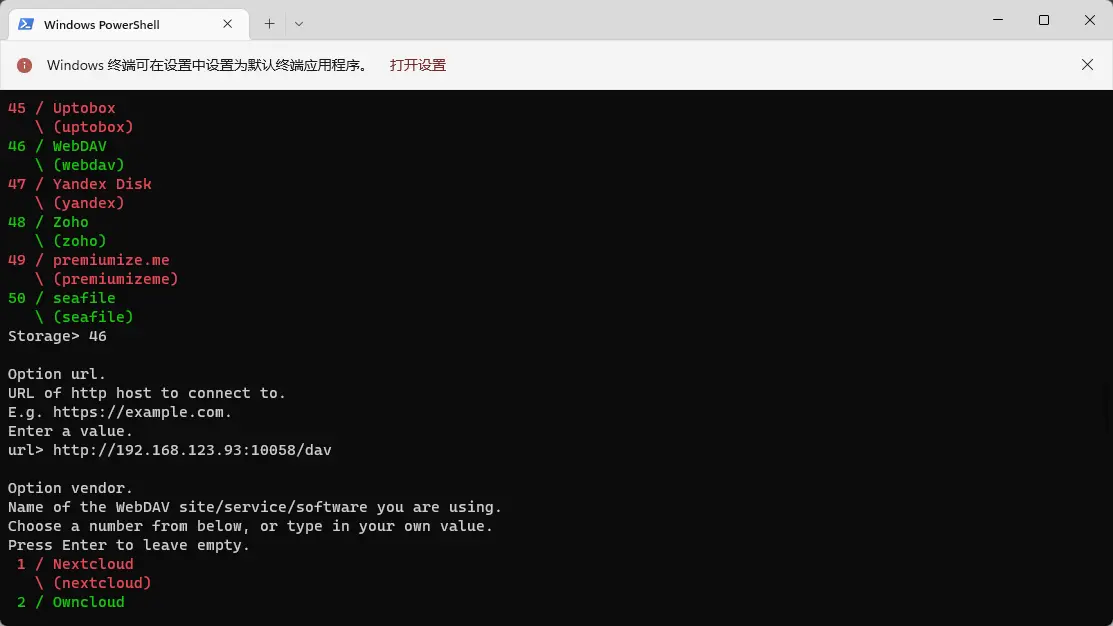 Windows PowerShell
Windows 终端可在设置中设置为默认终端应用程序。 打开设置
45 / Uptobox
   \ (uptobox)
46 / WebDAV
   \ (webdav)
47 / Yandex Disk
   \ (yandex)
48 / Zoho
   \ (zoho)
49 / premiumize.me
   \ (premiumizeme)
50 / seafile
   \ (seafile)
Storage> 46
Option url.
URL of http host to connect to.
E.g. https://example.com.
Enter a value.
url> http://192.168.123.93:10058/dav
Option vendor.
Name of the WebDAV site/service/software you are using.
Choose a number from below, or type in your own value.
Press Enter to leave empty.
 1 / Nextcloud
   \ (nextcloud)
 2 / Owncloud